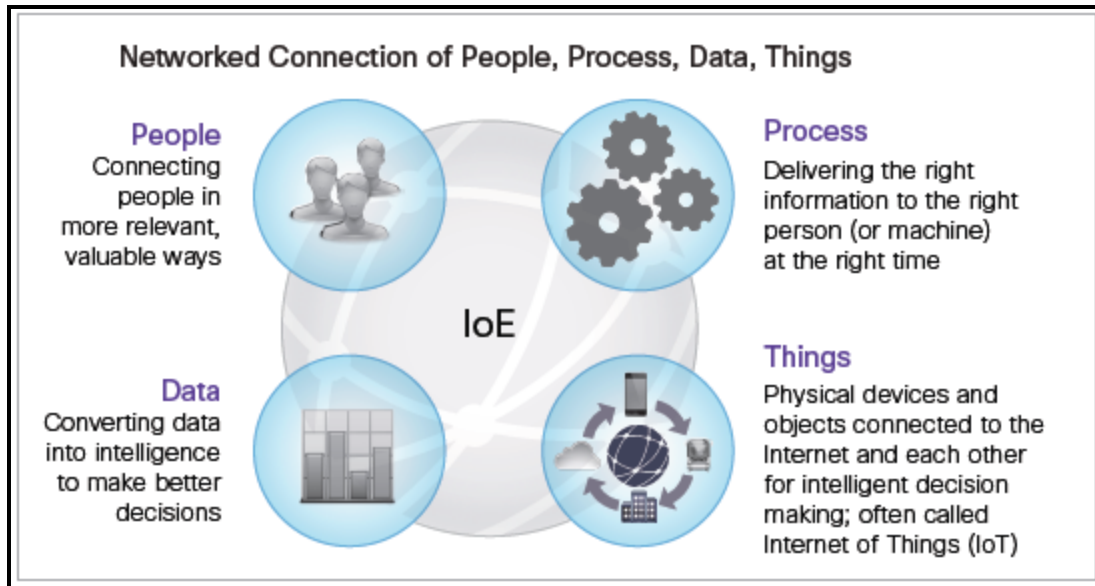 Networked Connection of People, Process, Data, Things
People
Connecting
people in
more relevant,
valuable ways
Process
Delivering the right
information to the right
person (or machine)
at the right time
IoE
Data
Converting data
into intelligence
to make better
decisions
Things
Physical devices and
objects connected to the
Internet and each other
for intelligent decision
making; often called
Internet of Things (IoT)